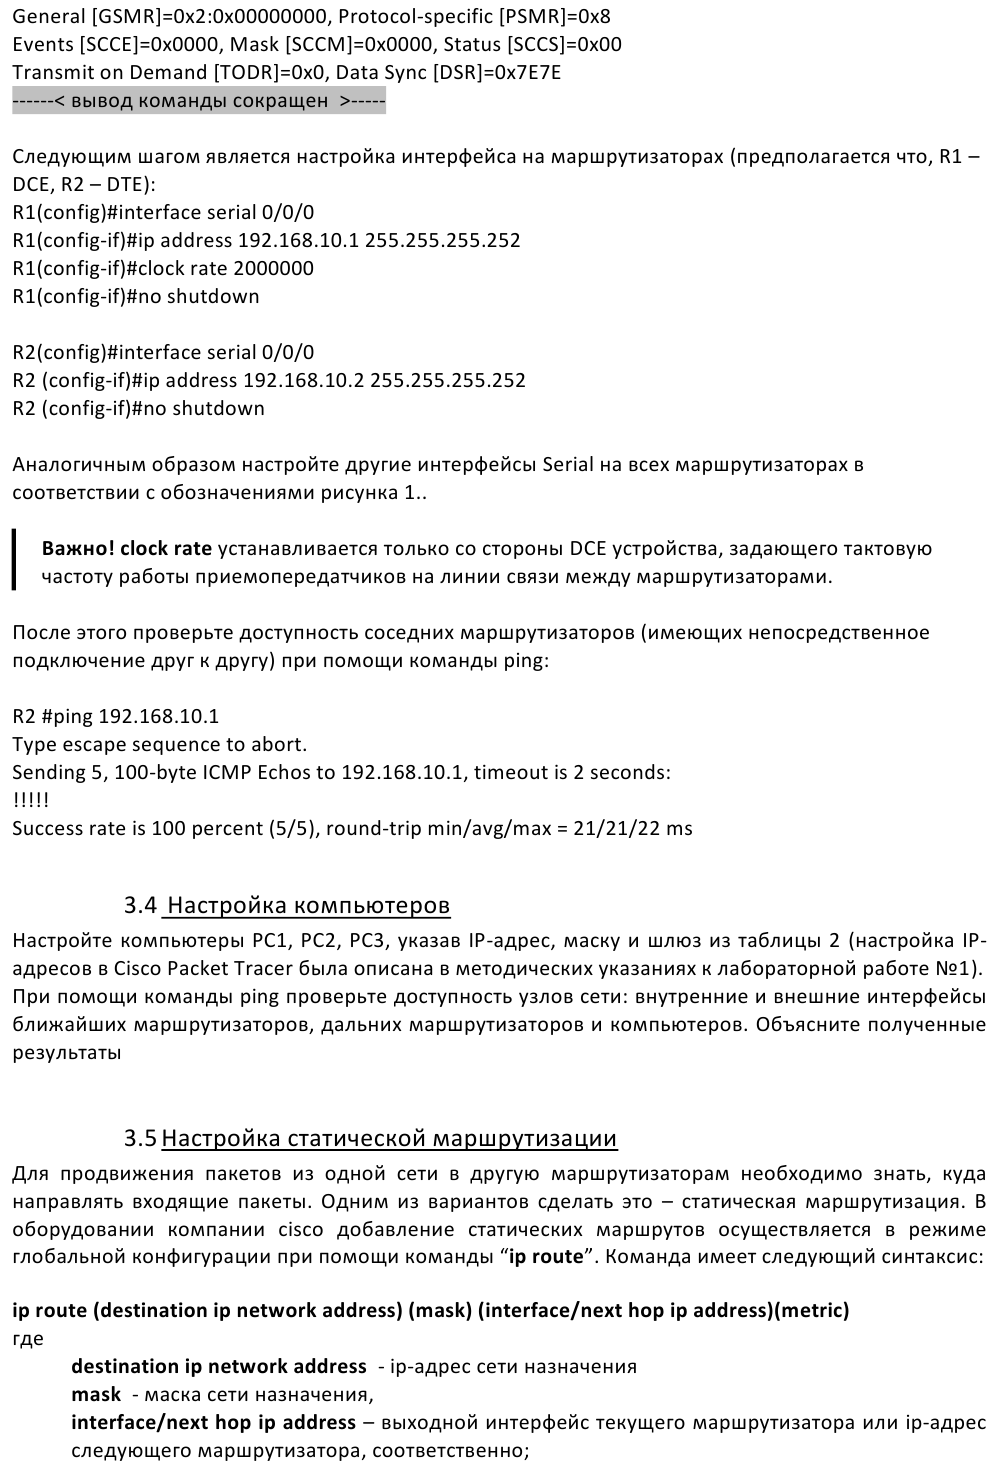 General [GSMR]=0x2:0x00000000, Protocol-specific [PSMR]=0x8
Events [SCCE]=0x0000, Mask [SCCM]=0x0000, Status [SCCS]=0x00
Transmit on Demand [TODR]=0x0, Data Sync [DSR]=0x7E7E
------< вывод команды сокращен  >-----
Следующим шагом является настройка интерфейса на маршрутизаторах (предполагается что, R1 –
DCE, R2 – DTE):
R1(config)#interface serial 0/0/0
R1(config-if)#ip address 192.168.10.1 255.255.255.252
R1(config-if)#clock rate 2000000
R1(config-if)#no shutdown
R2(config)#interface serial 0/0/0
R2 (config-if)#ip address 192.168.10.2 255.255.255.252
R2 (config-if)#no shutdown
Аналогичным образом настройте другие интерфейсы Serial на всех маршрутизаторах в
соответствии с обозначениями рисунка 1..
Важно! clock rate устанавливается только со стороны DCE устройства, задающего тактовую
частоту работы приемопередатчиков на линии связи между маршрутизаторами.
После этого проверьте доступность соседних маршрутизаторов (имеющих непосредственное
подключение друг к другу) при помощи команды ping:
R2 #ping 192.168.10.1
Type escape sequence to abort.
Sending 5, 100-byte ICMP Echos to 192.168.10.1, timeout is 2 seconds:
!!!!!
Success rate is 100 percent (5/5), round-trip min/avg/max = 21/21/22 ms
3.4 Настройка компьютеров
Настройте компьютеры PC1, PC2, PC3, указав IP-адрес, маску и шлюз из таблицы 2 (настройка IP-
адресов в Cisco Packet Tracer была описана в методических указаниях к лабораторной работе №1).
При помощи команды ping проверьте доступность узлов сети: внутренние и внешние интерфейсы
ближайших маршрутизаторов, дальних маршрутизаторов и компьютеров. Объясните полученные
результаты
3.5 Настройка статической маршрутизации
Для продвижения пакетов из одной сети в другую маршрутизаторам необходимо знать, куда
направлять входящие пакеты. Одним из вариантов сделать это – статическая маршрутизация. В
оборудовании компании cisco добавление статических маршрутов осуществляется в режиме
глобальной конфигурации при помощи команды “ip route”. Команда имеет следующий синтаксис:
ip route (destination ip network address) (mask) (interface/next hop ip address)(metric)
где
destination ip network address  - ip-адрес сети назначения
mask  - маска сети назначения,
interface/next hop ip address – выходной интерфейс текущего маршрутизатора или ip-адрес
следующего маршрутизатора, соответственно;